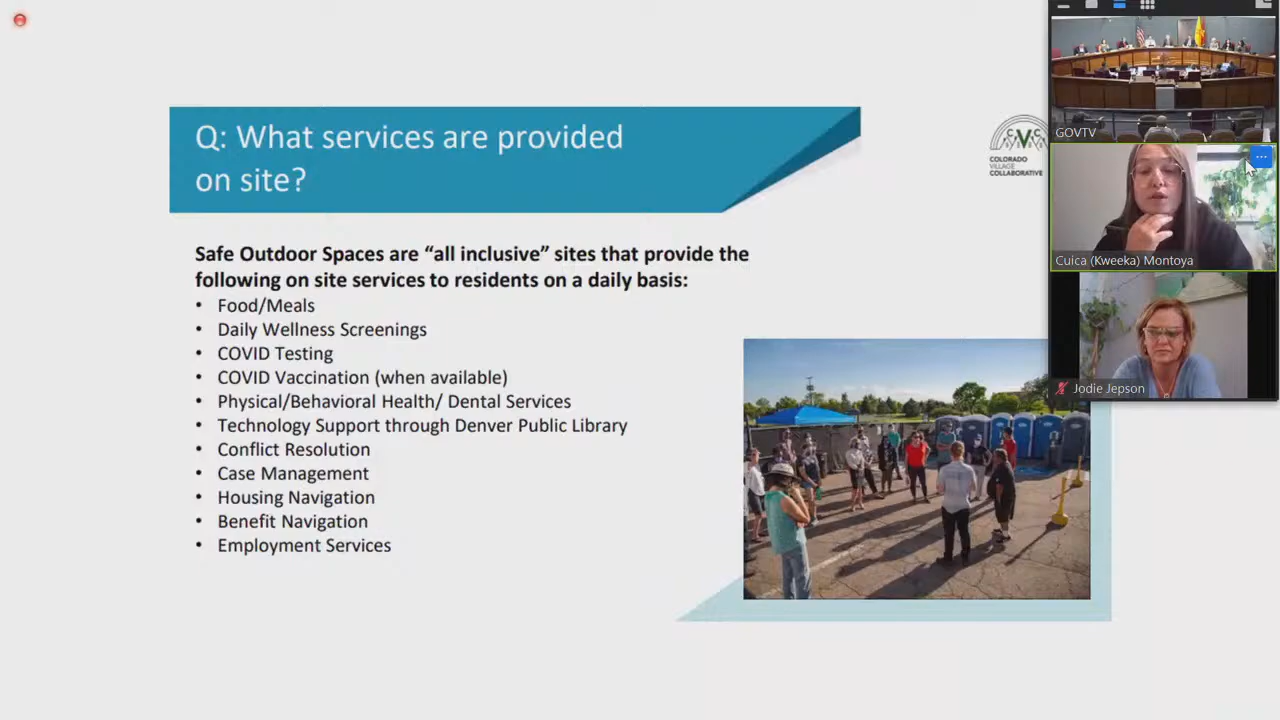 Q: What services are provided
on site?
COLORADO
VILLAGE
COLLABORATIVE
Safe Outdoor Spaces are “all inclusive” sites that provide the
following on site services to residents on a daily basis:
• Food/Meals
• Daily Wellness Screenings
• COVID Testing
• COVID Vaccination (when available)
• Physical/Behavioral Health/ Dental Services
• Technology Support through Denver Public Library
• Conflict Resolution
• Case Management
• Housing Navigation
• Benefit Navigation
• Employment Services
GOVTV
Cuica (Kweeka) Montoya
Jodie Jepson